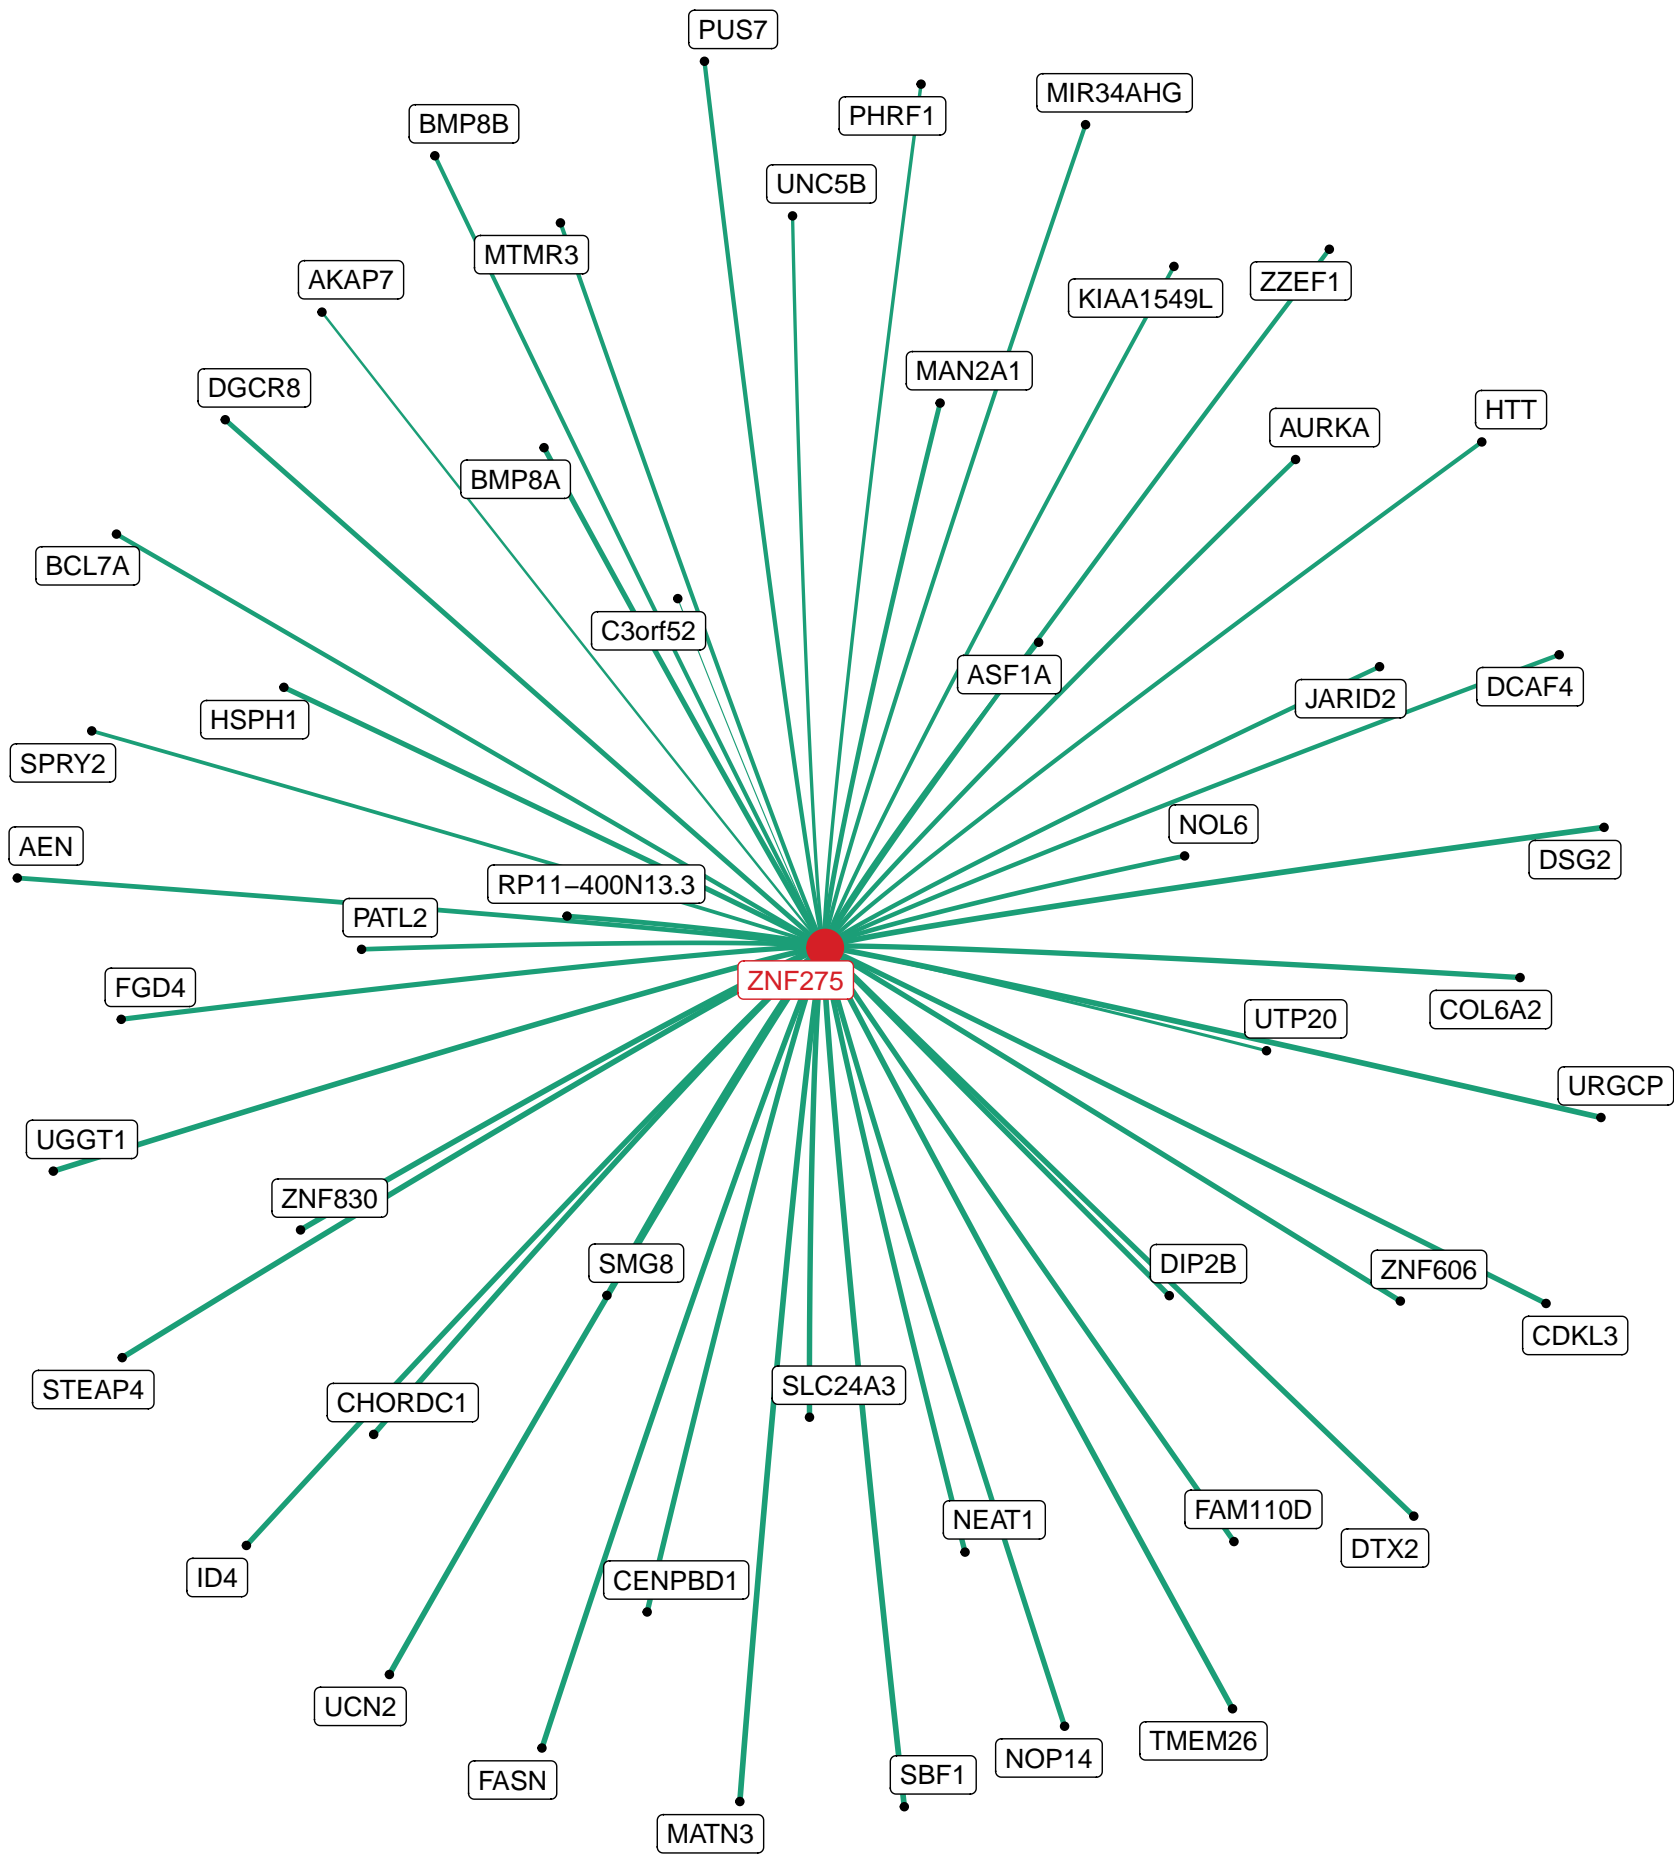 PUS7
MIR34AHG
PHRF1
BMP8B
UNC5B
MTMR3
AKAP7
ZZEF1
KIAA1549L
MAN2A1
DGCR8
HTT
AURKA
BMP8A
BCL7A
C3orf52
ASF1A
DCAF4
JARID2
HSPH1
SPRY2
NOL6
AEN
DSG2
RP11−400N13.3
PATL2
ZNF275
FGD4
COL6A2
UTP20
URGCP
UGGT1
ZNF830
SMG8
DIP2B
ZNF606
CDKL3
SLC24A3
STEAP4
CHORDC1
FAM110D
NEAT1
DTX2
ID4
CENPBD1
UCN2
TMEM26
NOP14
SBF1
FASN
MATN3